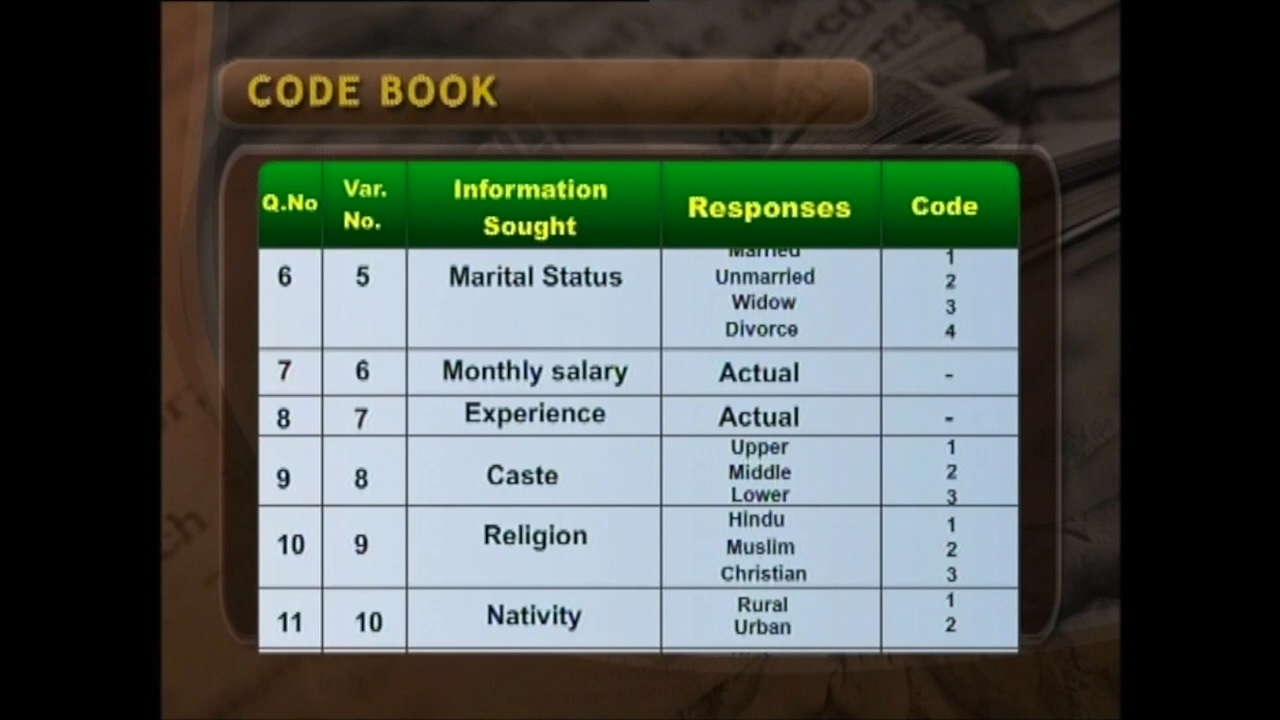 CODE BOOK
Q.No Var. No. Information Sought Responses Code
6 5 Marital Status Married 1
Unmarried 2
Widow 3
Divorce 4
7 6 Monthly salary Actual -
8 7 Experience Actual -
9 8 Caste Upper 1
Middle 2
Lower 3
10 9 Religion Hindu 1
Muslim 2
Christian 3
11 10 Nativity Rural 1
Urban 2